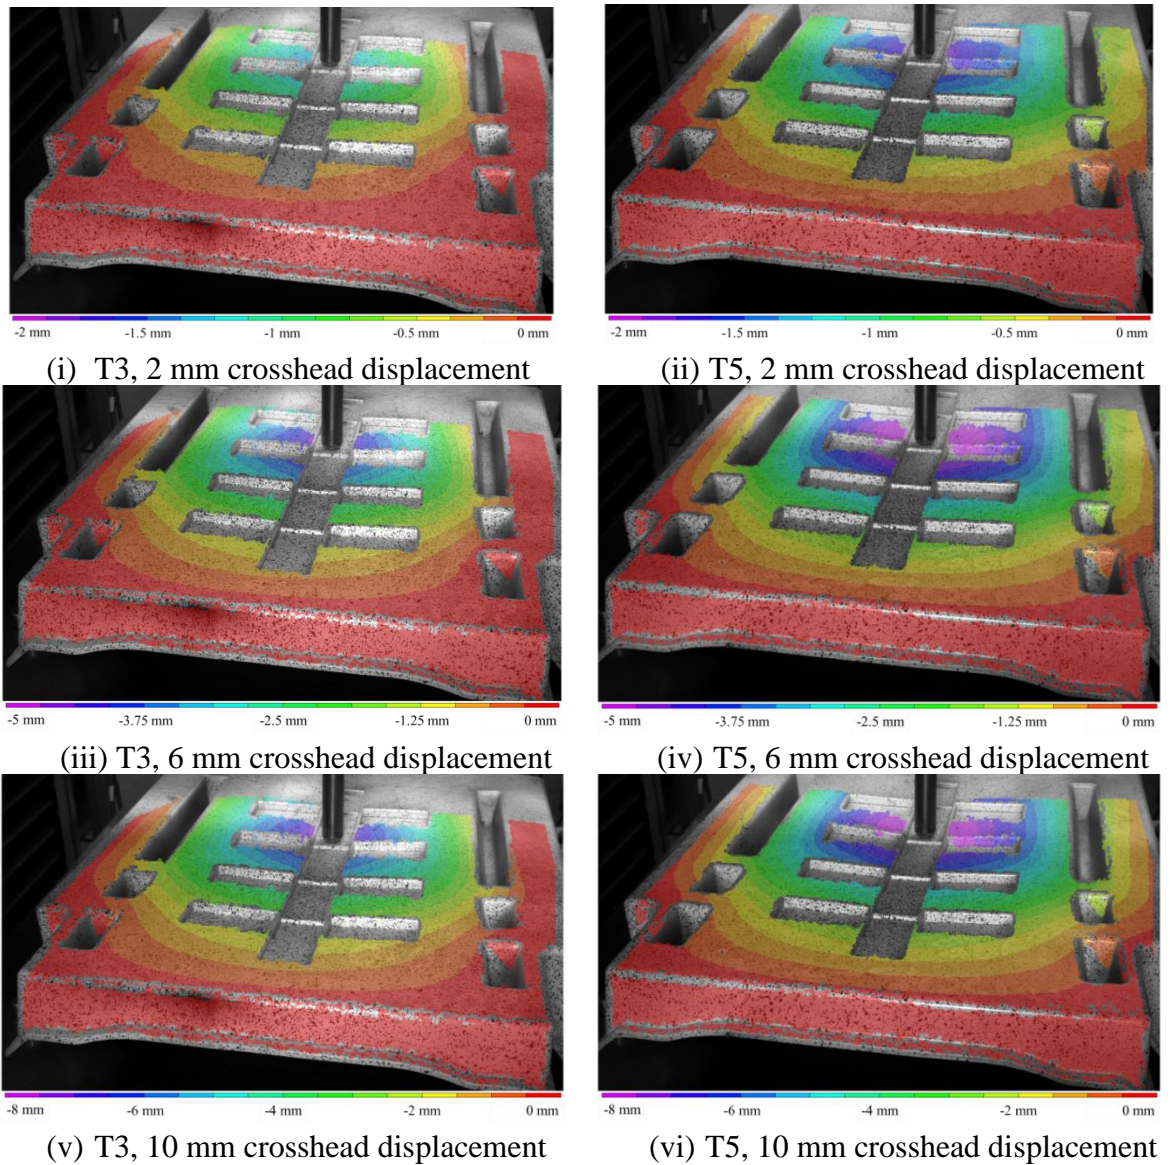 -2 mm -1.5 mm -1 mm -0.5 mm 0 mm
-2 mm -1.5 mm -1 mm -0.5 mm 0 mm
(i) T3, 2 mm crosshead displacement
(ii) T5, 2 mm crosshead displacement
-5 mm -3.75 mm -2.5 mm -1.25 mm 0 mm
-5 mm -3.75 mm -2.5 mm -1.25 mm 0 mm
(iii) T3, 6 mm crosshead displacement
(iv) T5, 6 mm crosshead displacement
-8 mm -6 mm -4 mm -2 mm 0 mm
-8 mm -6 mm -4 mm -2 mm 0 mm
(v) T3, 10 mm crosshead displacement
(vi) T5, 10 mm crosshead displacement